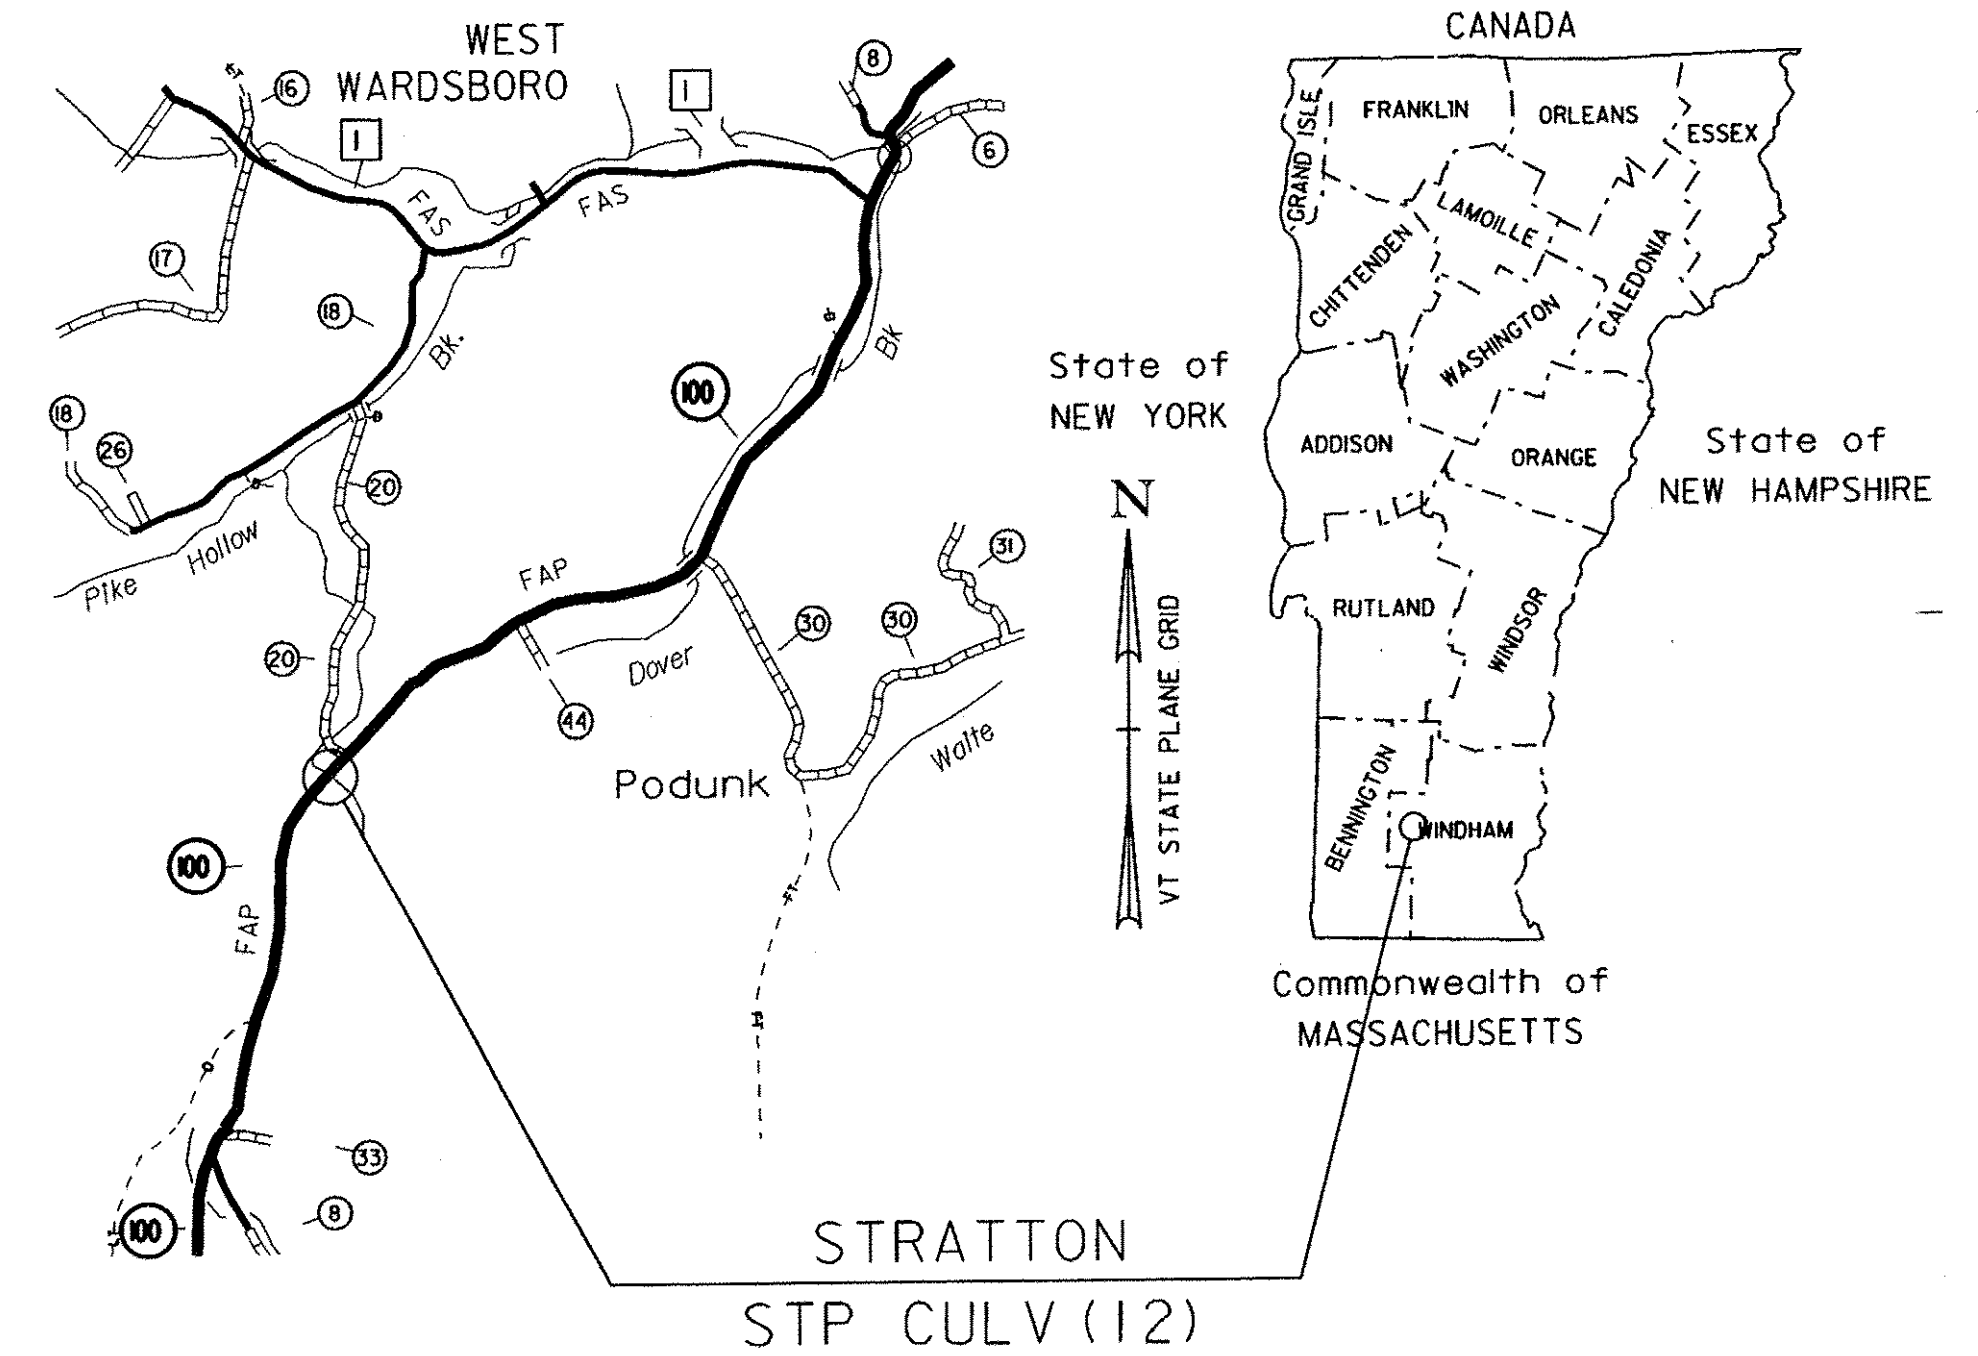 WEST
WARDSBORO
16
1
1
8
6
FAS
FAS
17
18
Bk.
Bk
100
18
26
20
Hollow
Pike
FAP
31
30
30
20
Dover
44
Walte
Podunk
100
FAP
33
8
100
CANADA
GRAND ISLE
FRANKLIN
ORLEANS
ESSEX
LAMOILLE
CHITTENDEN
CALEDONIA
WASHINGTON
State of
NEW YORK
ADDISON
ORANGE
State of
NEW HAMPSHIRE
N
VT STATE PLANE GRID
RUTLAND
WINDSOR
BENNINGTON
WINDHAM
Commonwealth of
MASSACHUSETTS
STRATTON
STP CULV(12)